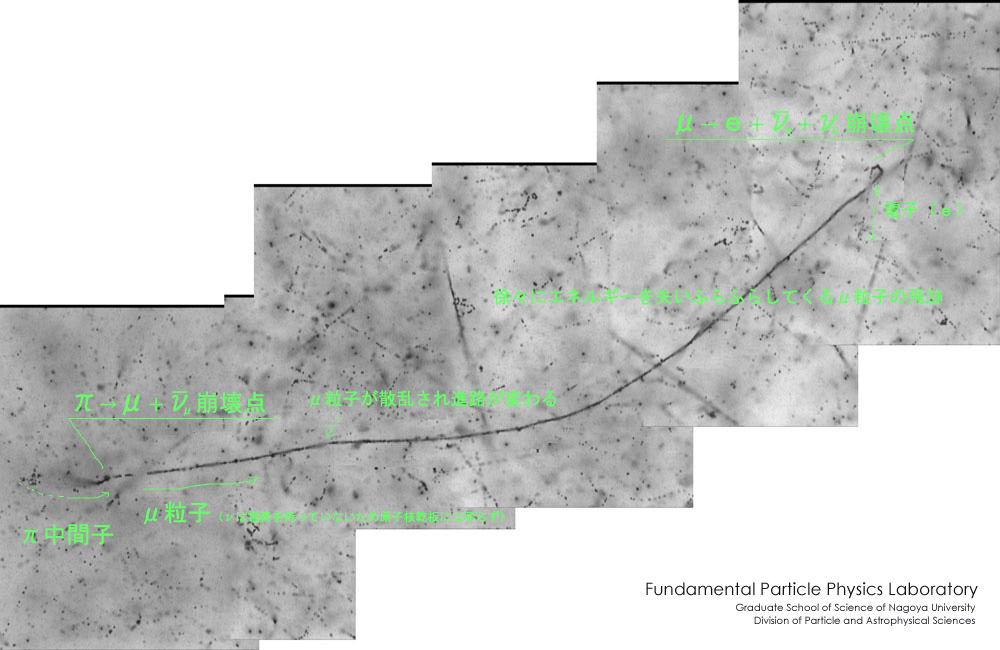 μ → e + ν̅ₑ + ν 崩壊点
電子（e）
徐々にエネルギーを失いふらふらしてくるμ粒子の飛跡
π → μ + ν̅μ 崩壊点
μ粒子が散乱され進路が変わる
μ粒子
π中間子
Fundamental Particle Physics Laboratory
Graduate School of Science of Nagoya University
Division of Particle and Astrophysical Sciences